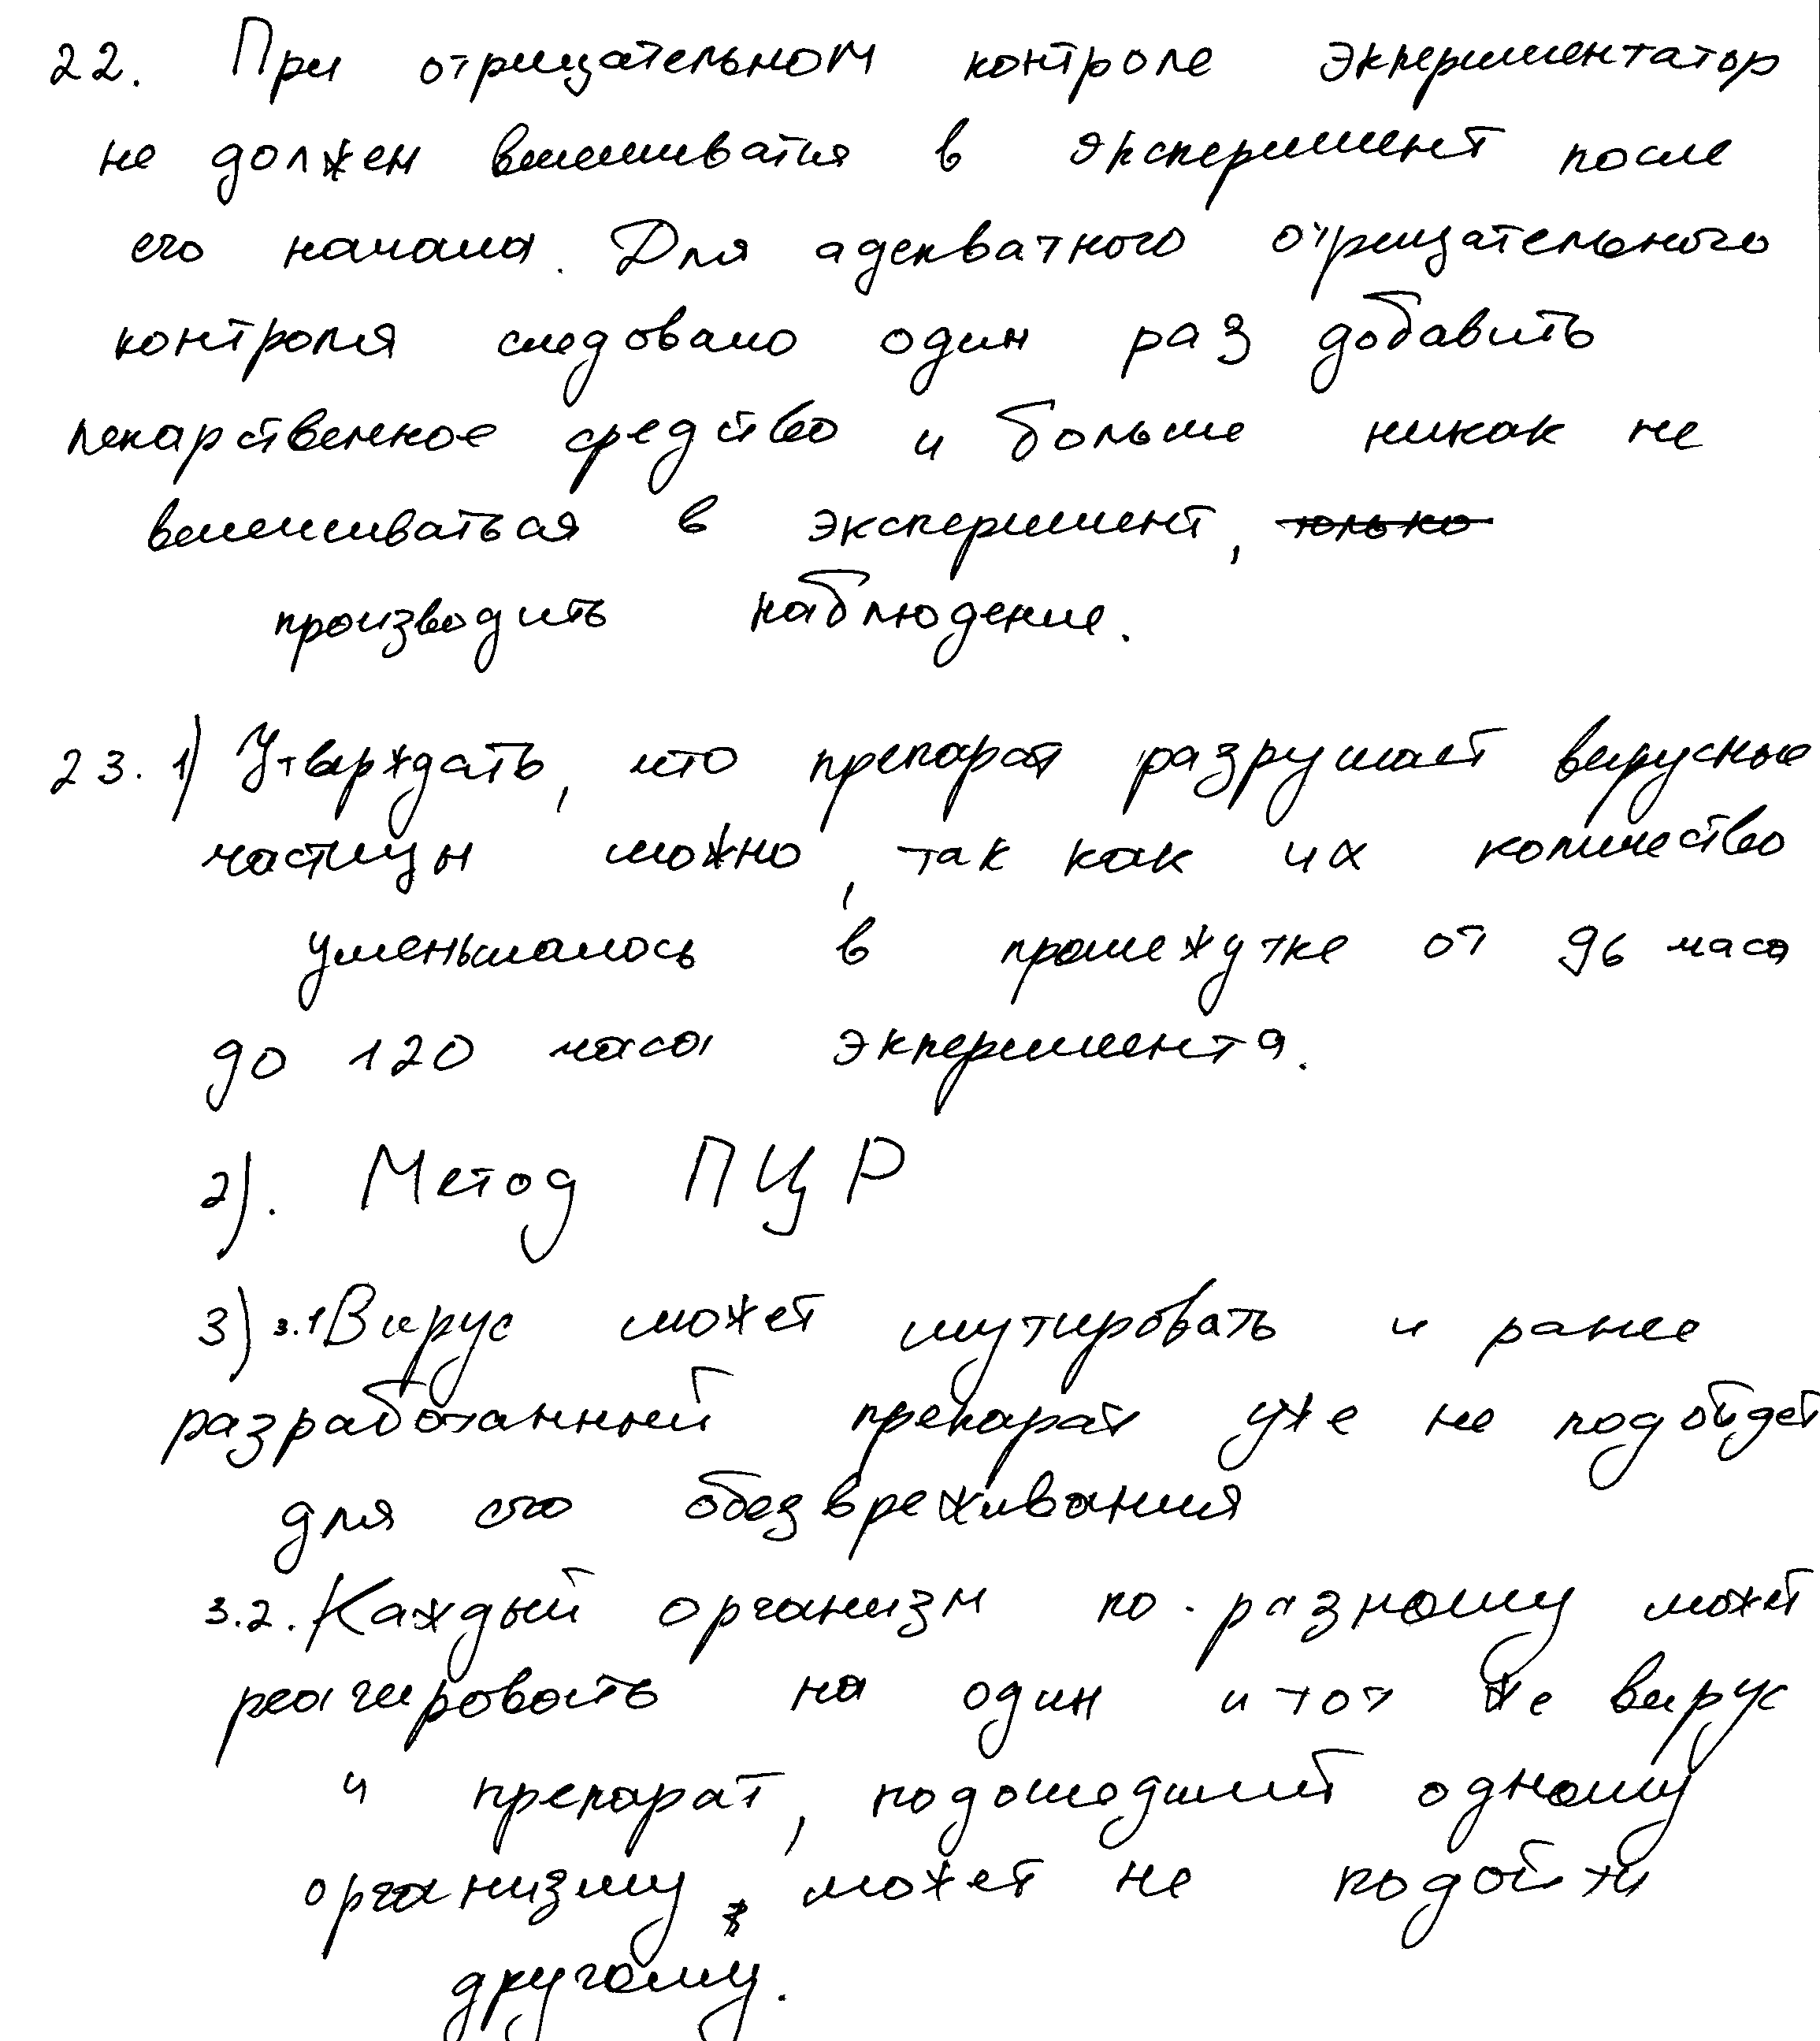 22. При отрицательном контроле экпериментатор
не должен вмешиватся в эксперимент после
его начала. Для адекватного отрицательного
контроля следовало один раз добавить
лекарственное средство и больше никак не
вмешиваться в эксперимент, только
производить наблюдение.
23. 1) Утверждать, что препарат разрушает вирусные
частицы можно, так как их количество
уменьшалось в промежутке от 96 часа
до 120 часа экперимента.
2). Метод ПЦР
3) 3.1 Вирус может мутировать и ранее
разработанный препарат уже не подойдет
для его обезвреживания
3.2. Каждый организм по-разному может
реагировать на один и тот же вирус
и препарат, подошедший одному
организму, может не подойти
другому.